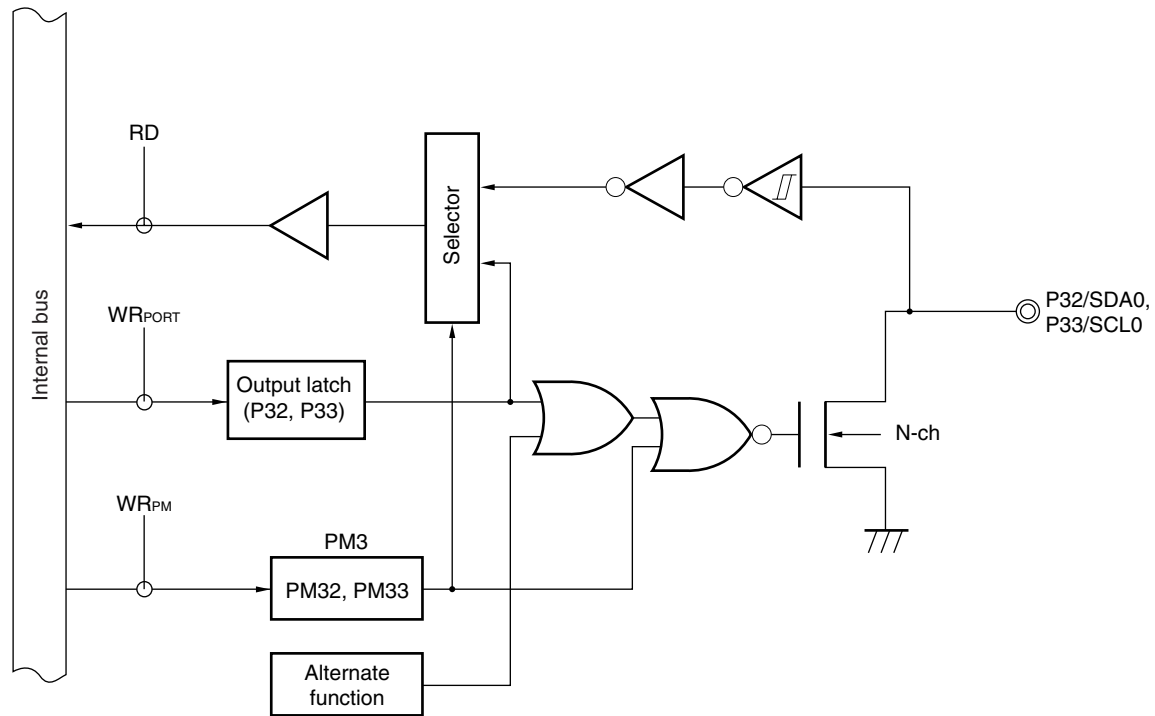 RD
Selector
Internal bus
P32/SDA0,
P33/SCL0
WRPORT
Output latch
(P32, P33)
N-ch
WRPM
PM3
PM32, PM33
Alternate
function